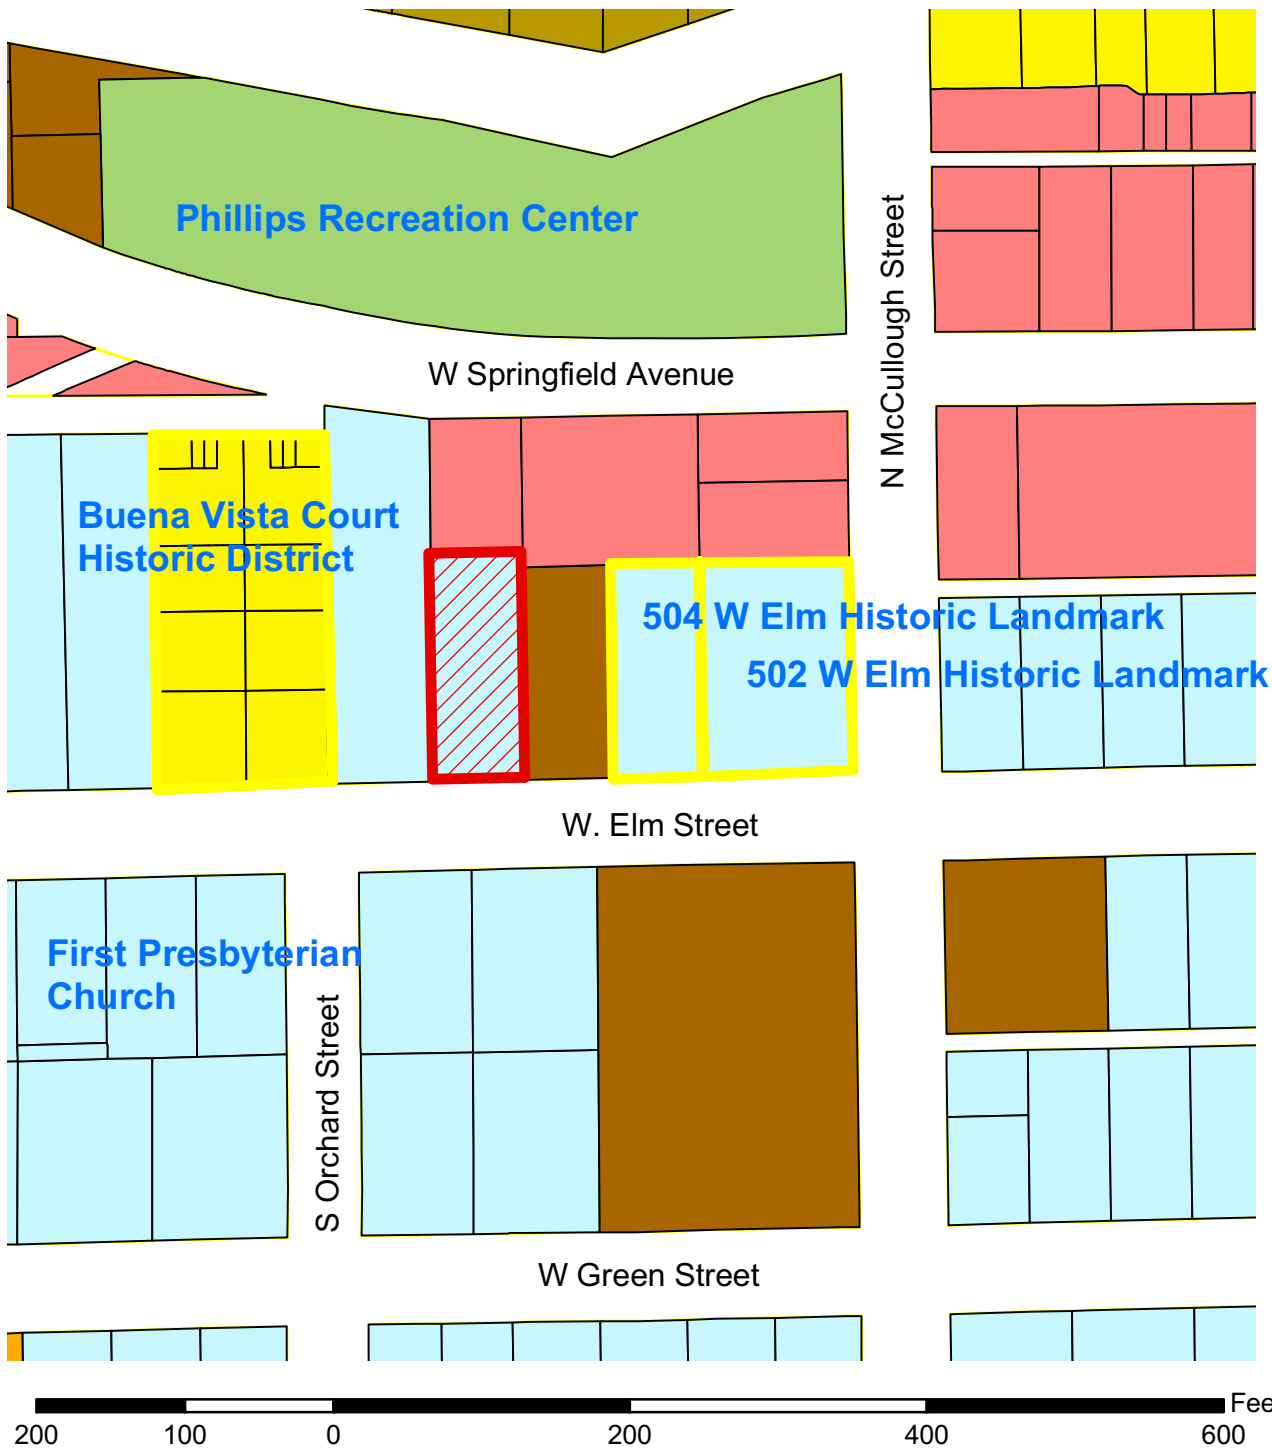 Phillips Recreation Center
N McCullough Street
W Springfield Avenue
Buena Vista Court
Historic District
504 W Elm Historic Landmark
502 W Elm Historic Landmark
W. Elm Street
First Presbyterian
Church
S Orchard Street
W Green Street
Fee
200 100 0 200 400 600